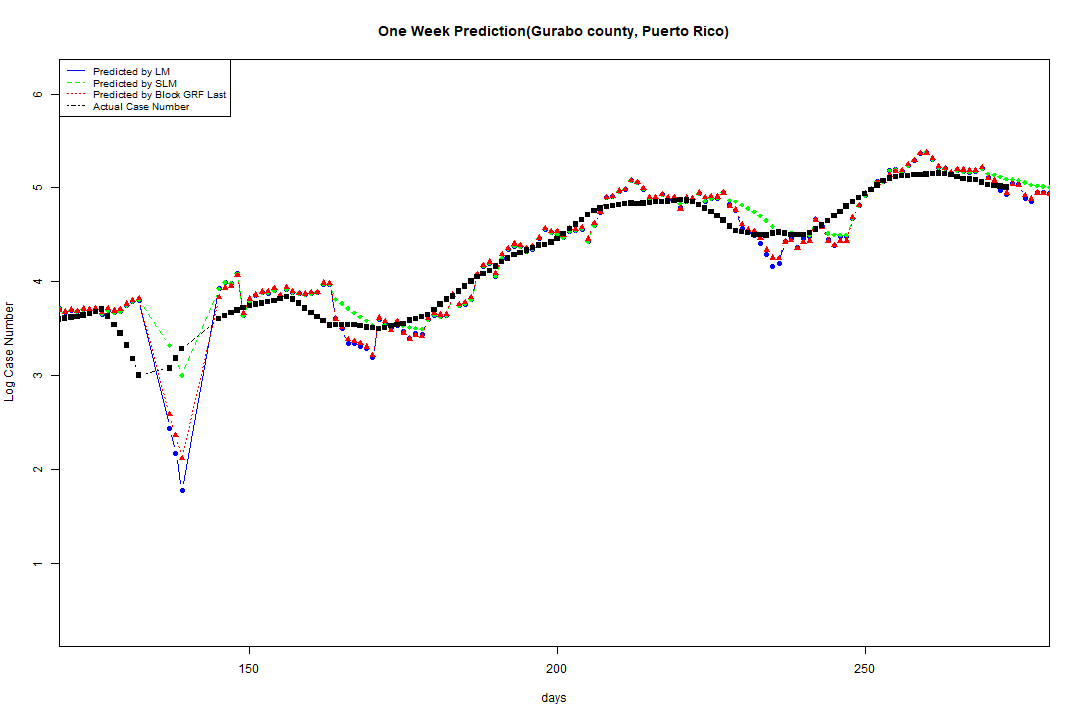 One Week Prediction(Gurabo county, Puerto Rico)
Predicted by LM
Predicted by SLM
Predicted by Block GRF Last
Actual Case Number
6
5
4
3
2
1
Log Case Number
150
200
250
days